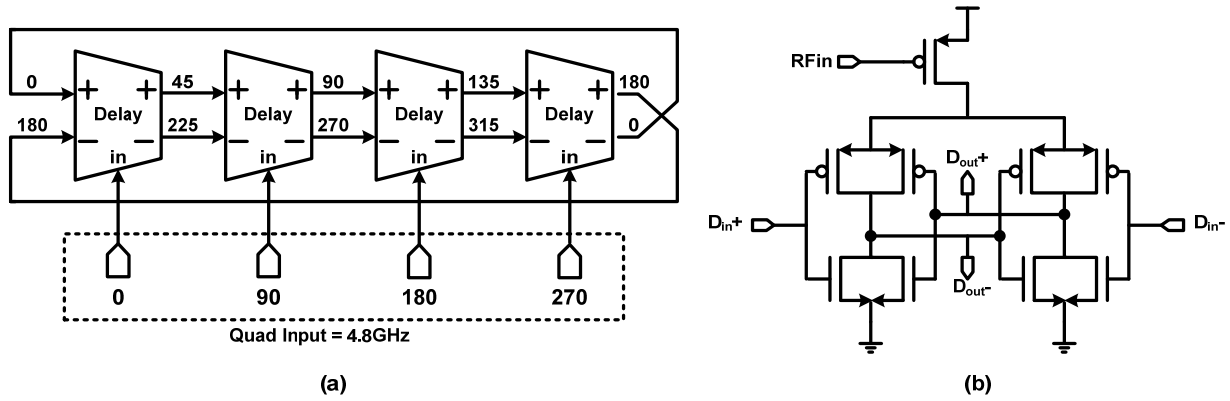 0 45 90 135 180
+ + + + + + + +
Delay Delay Delay Delay
180 225 270 315 0
− − − − − − − −
in in in in
0 90 180 270
Quad Input = 4.8GHz
(a)
RFin
Dout+
Din+ Din-
Dout-
(b)